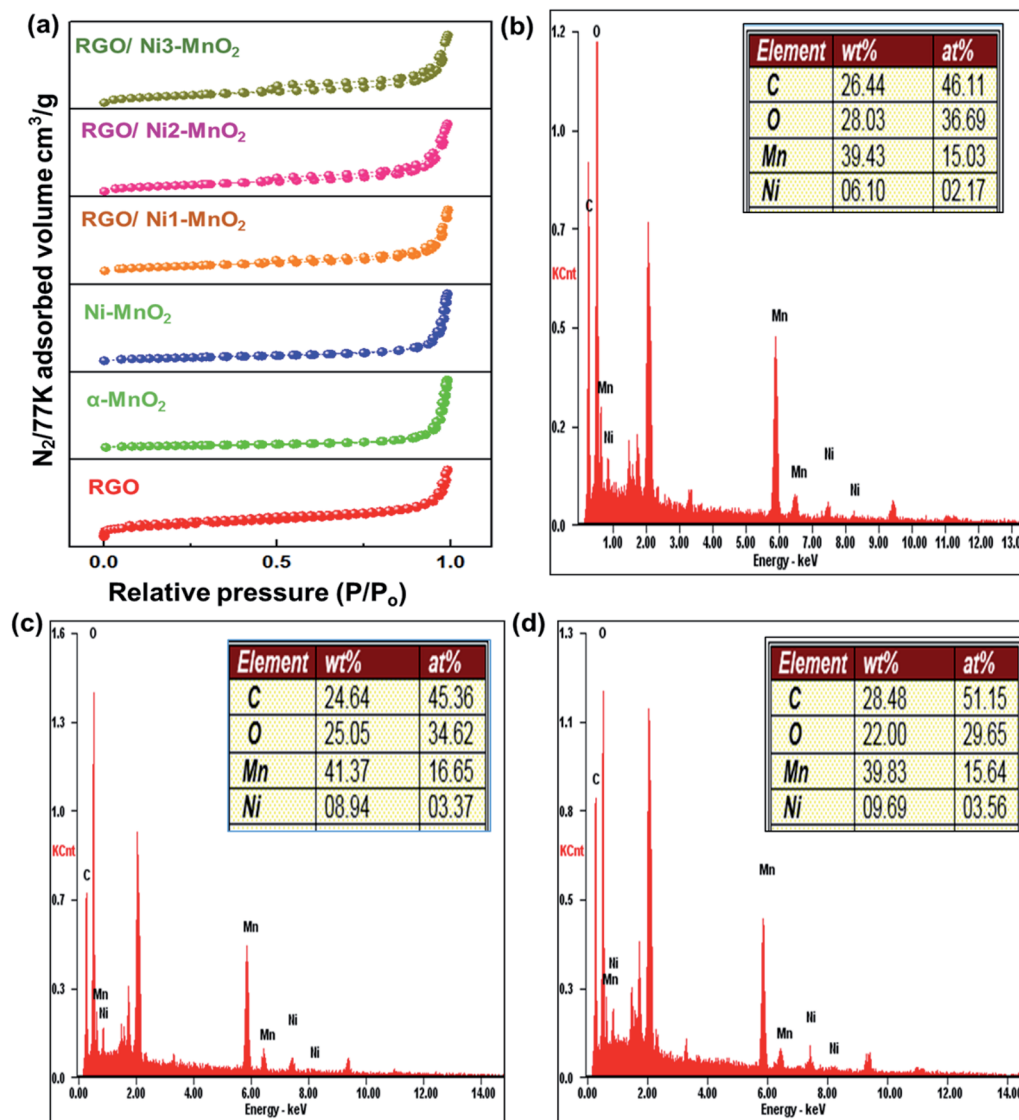 (a)
N2/77K adsorbed volume cm3/g
RGO/ Ni3-MnO2
RGO/ Ni2-MnO2
RGO/ Ni1-MnO2
Ni-MnO2
α-MnO2
RGO
0.0 0.5 1.0
Relative pressure (P/Po)
(b)
O
Element wt% at%
C 26.44 46.11
O 28.03 36.69
Mn 39.43 15.03
Ni 06.10 02.17
1.2
1.0
0.7
KCnt
0.5
0.2
0.0
C
Mn
Ni
Mn
Mn
Ni
Ni
1.00 2.00 3.00 4.00 5.00 6.00 7.00 8.00 9.00 10.00 11.00 12.00 13.0
Energy - keV
(c)
O
Element wt% at%
C 24.64 45.36
O 25.05 34.62
Mn 41.37 16.65
Ni 08.94 03.37
1.6
1.3
1.0
KCnt
0.7
0.3
0.0
C
Mn
Ni
Mn
Mn
Ni
Ni
0.00 2.00 4.00 6.00 8.00 10.00 12.00 14.00
Energy - keV
(d)
O
Element wt% at%
C 28.48 51.15
O 22.00 29.65
Mn 39.83 15.64
Ni 09.69 03.56
1.3
1.1
0.8
KCnt
0.5
0.3
0.0
C
Ni
Mn
Mn
Mn
Ni
Ni
0.00 2.00 4.00 6.00 8.00 10.00 12.00 14.00
Energy - keV